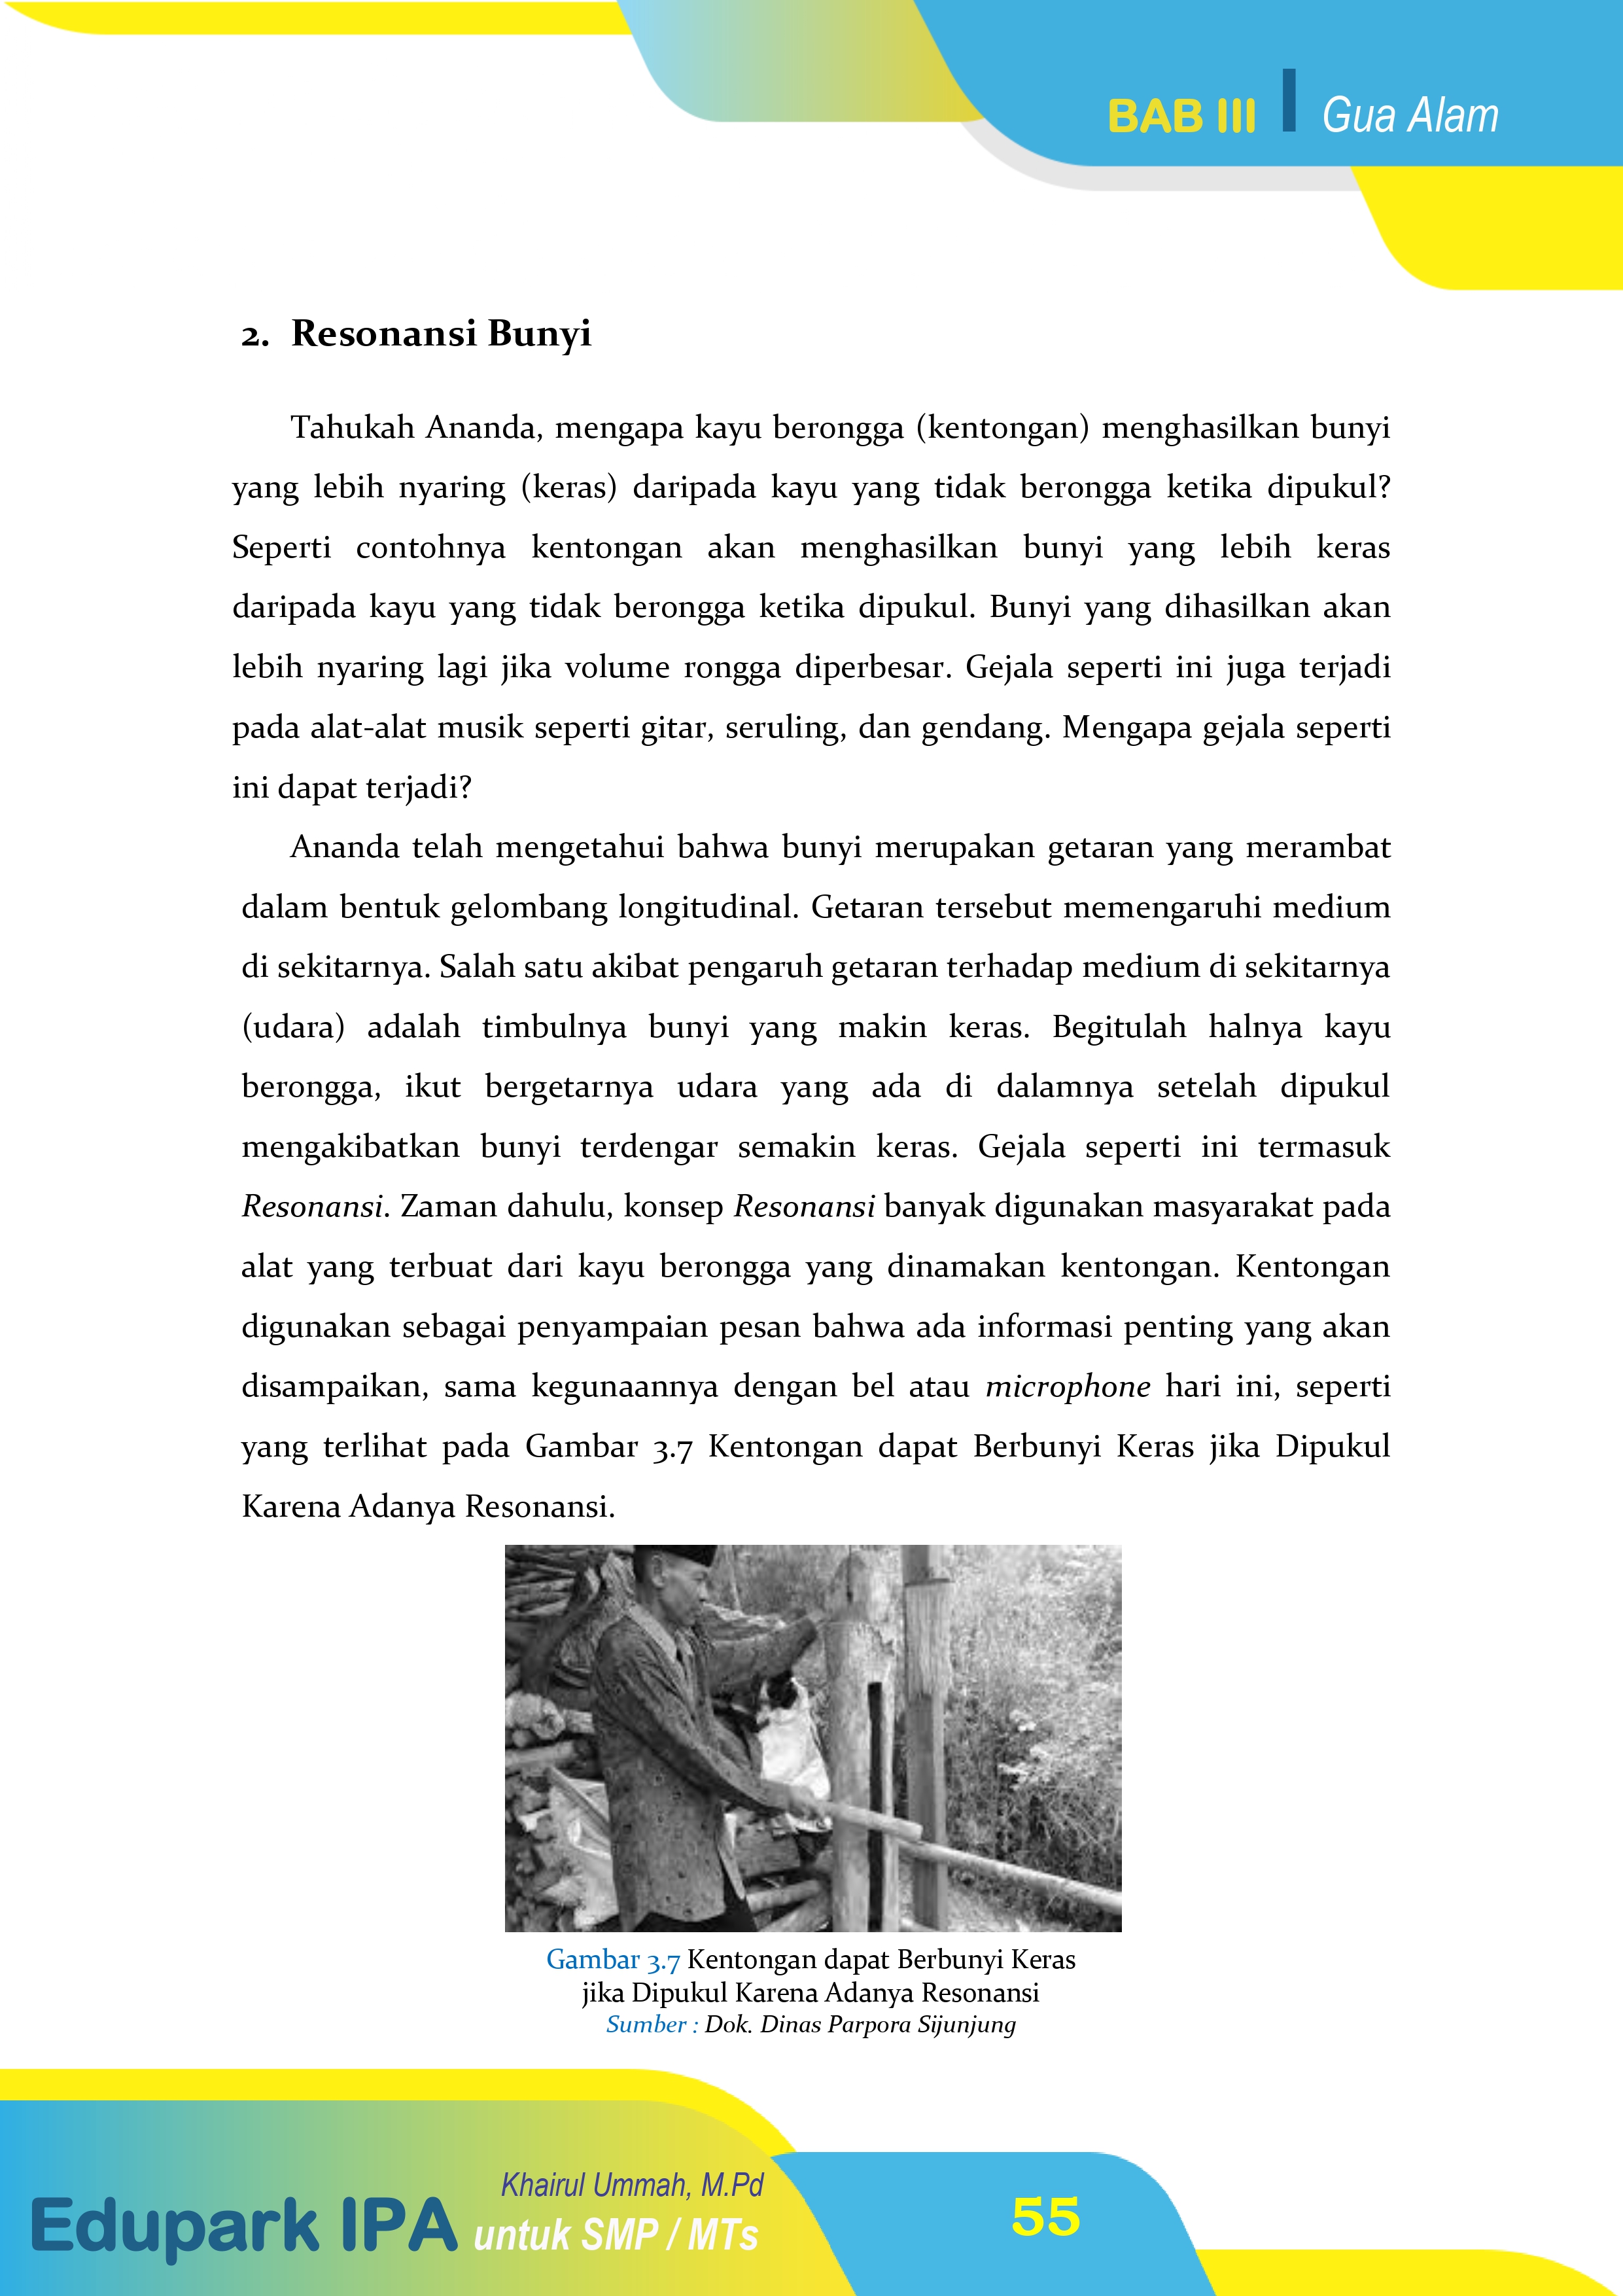 BAB III Gua Alam
2. Resonansi Bunyi
Tahukah Ananda, mengapa kayu berongga (kentongan) menghasilkan bunyi
yang lebih nyaring (keras) daripada kayu yang tidak berongga ketika dipukul?
Seperti contohnya kentongan akan menghasilkan bunyi yang lebih keras
daripada kayu yang tidak berongga ketika dipukul. Bunyi yang dihasilkan akan
lebih nyaring lagi jika volume rongga diperbesar. Gejala seperti ini juga terjadi
pada alat-alat musik seperti gitar, seruling, dan gendang. Mengapa gejala seperti
ini dapat terjadi?
Ananda telah mengetahui bahwa bunyi merupakan getaran yang merambat
dalam bentuk gelombang longitudinal. Getaran tersebut memengaruhi medium
di sekitarnya. Salah satu akibat pengaruh getaran terhadap medium di sekitarnya
(udara) adalah timbulnya bunyi yang makin keras. Begitulah halnya kayu
berongga, ikut bergetarnya udara yang ada di dalamnya setelah dipukul
mengakibatkan bunyi terdengar semakin keras. Gejala seperti ini termasuk
Resonansi. Zaman dahulu, konsep Resonansi banyak digunakan masyarakat pada
alat yang terbuat dari kayu berongga yang dinamakan kentongan. Kentongan
digunakan sebagai penyampaian pesan bahwa ada informasi penting yang akan
disampaikan, sama kegunaannya dengan bel atau microphone hari ini, seperti
yang terlihat pada Gambar 3.7 Kentongan dapat Berbunyi Keras jika Dipukul
Karena Adanya Resonansi.
Gambar 3.7 Kentongan dapat Berbunyi Keras
jika Dipukul Karena Adanya Resonansi
Sumber : Dok. Dinas Parpora Sijunjung
Khairul Ummah, M.Pd
Edupark IPA untuk SMP / MTs
55